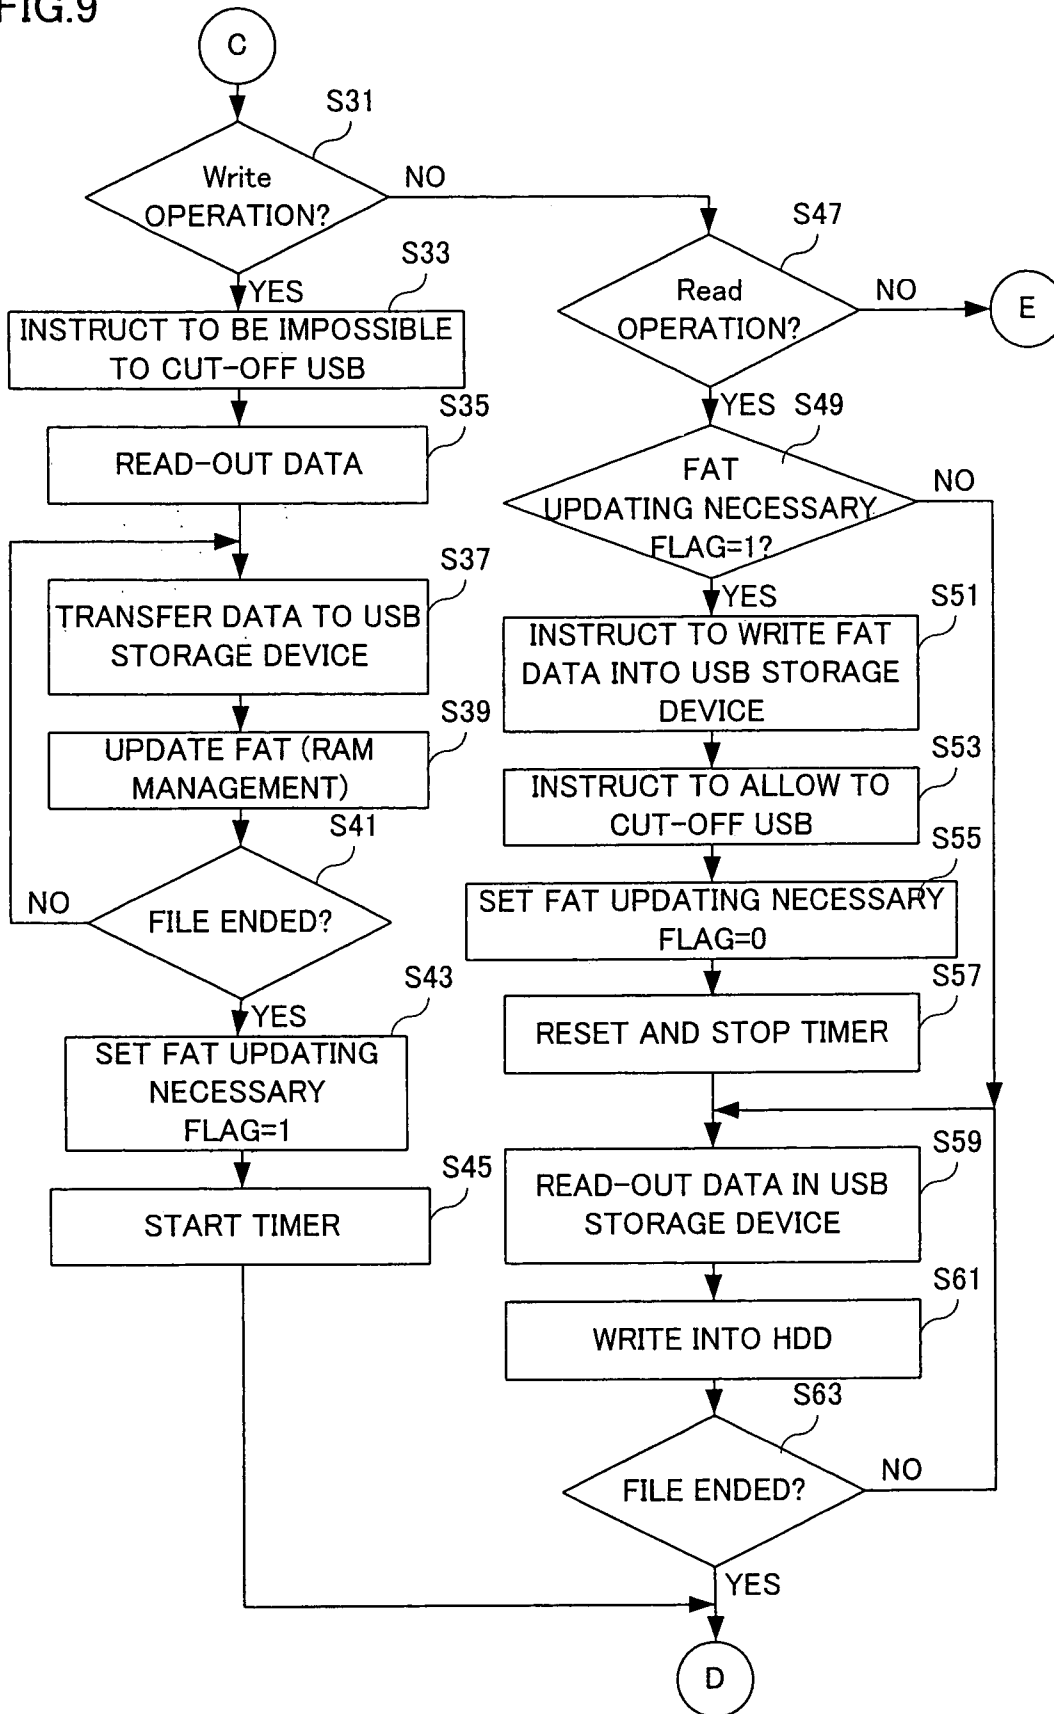 FIG.9
C
S31
Write
OPERATION?
NO
YES
S33
INSTRUCT TO BE IMPOSSIBLE
TO CUT-OFF USB
S35
READ-OUT DATA
S37
TRANSFER DATA TO USB
STORAGE DEVICE
S39
UPDATE FAT (RAM
MANAGEMENT)
S41
FILE ENDED?
NO
YES
S43
SET FAT UPDATING
NECESSARY
FLAG=1
S45
START TIMER
S47
Read
OPERATION?
NO
E
YES
S49
FAT
UPDATING NECESSARY
FLAG=1?
NO
YES
S51
INSTRUCT TO WRITE FAT
DATA INTO USB STORAGE
DEVICE
S53
INSTRUCT TO ALLOW TO
CUT-OFF USB
S55
SET FAT UPDATING NECESSARY
FLAG=0
S57
RESET AND STOP TIMER
S59
READ-OUT DATA IN USB
STORAGE DEVICE
S61
WRITE INTO HDD
S63
FILE ENDED?
NO
YES
D